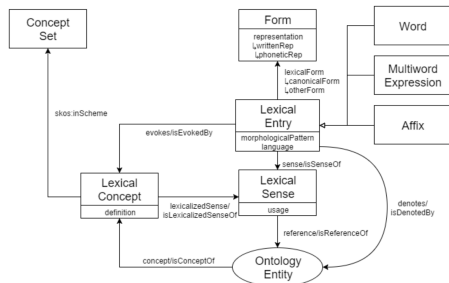 Concept
Set
Form
representation
↳writtenRep
↳phoneticRep
Word
Multiword
Expression
Affix
lexicalForm
↳canonicalForm
↳otherForm
skos:inScheme
Lexical
Entry
morphologicalPattern
language
evokes/isEvokedBy
sense/isSenseOf
Lexical
Concept
definition
lexicalizedSense/
isLexicalizedSenseOf
Lexical
Sense
usage
denotes/
isDenotedBy
reference/isReferenceOf
concept/isConceptOf
Ontology
Entity